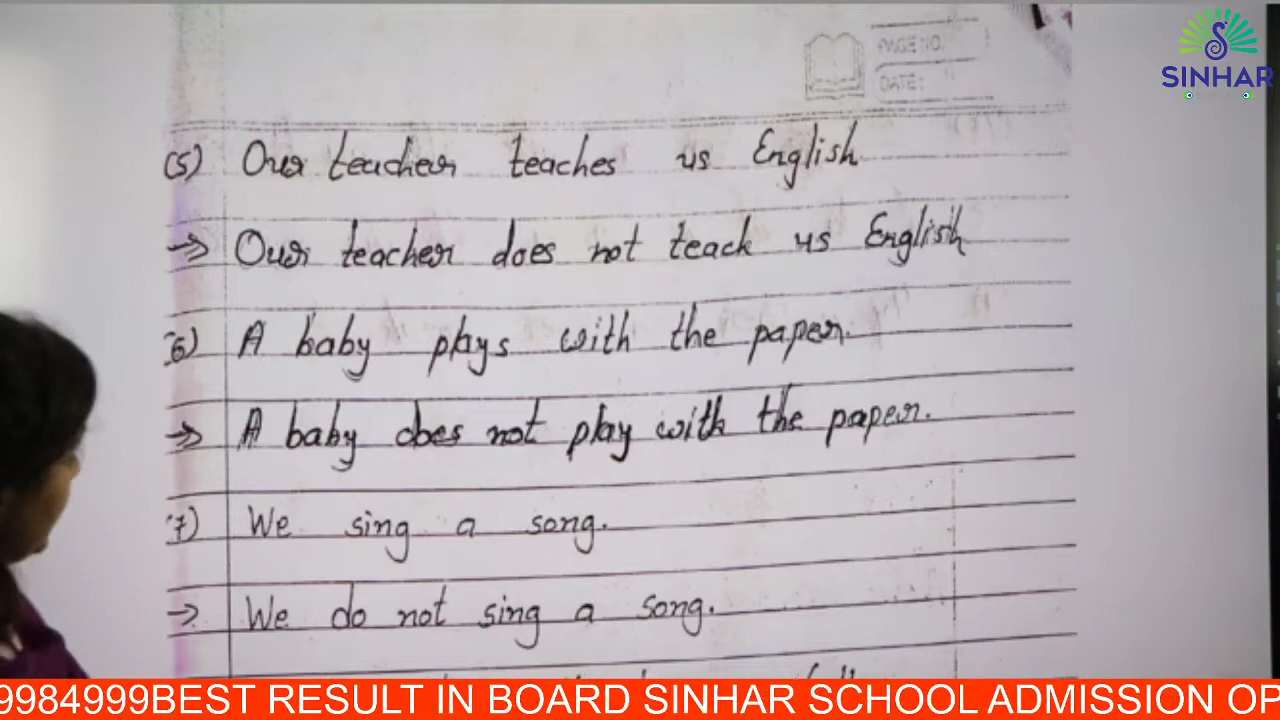 PAGE NO.
DATE:
SINHAR
(5) Our teacher teaches us English
→ Our teacher does not teach us English
(6) A baby plays with the paper.
→ A baby does not play with the paper.
(7) We sing a song.
→ We do not sing a song.
9984999BEST RESULT IN BOARD SINHAR SCHOOL ADMISSION OP